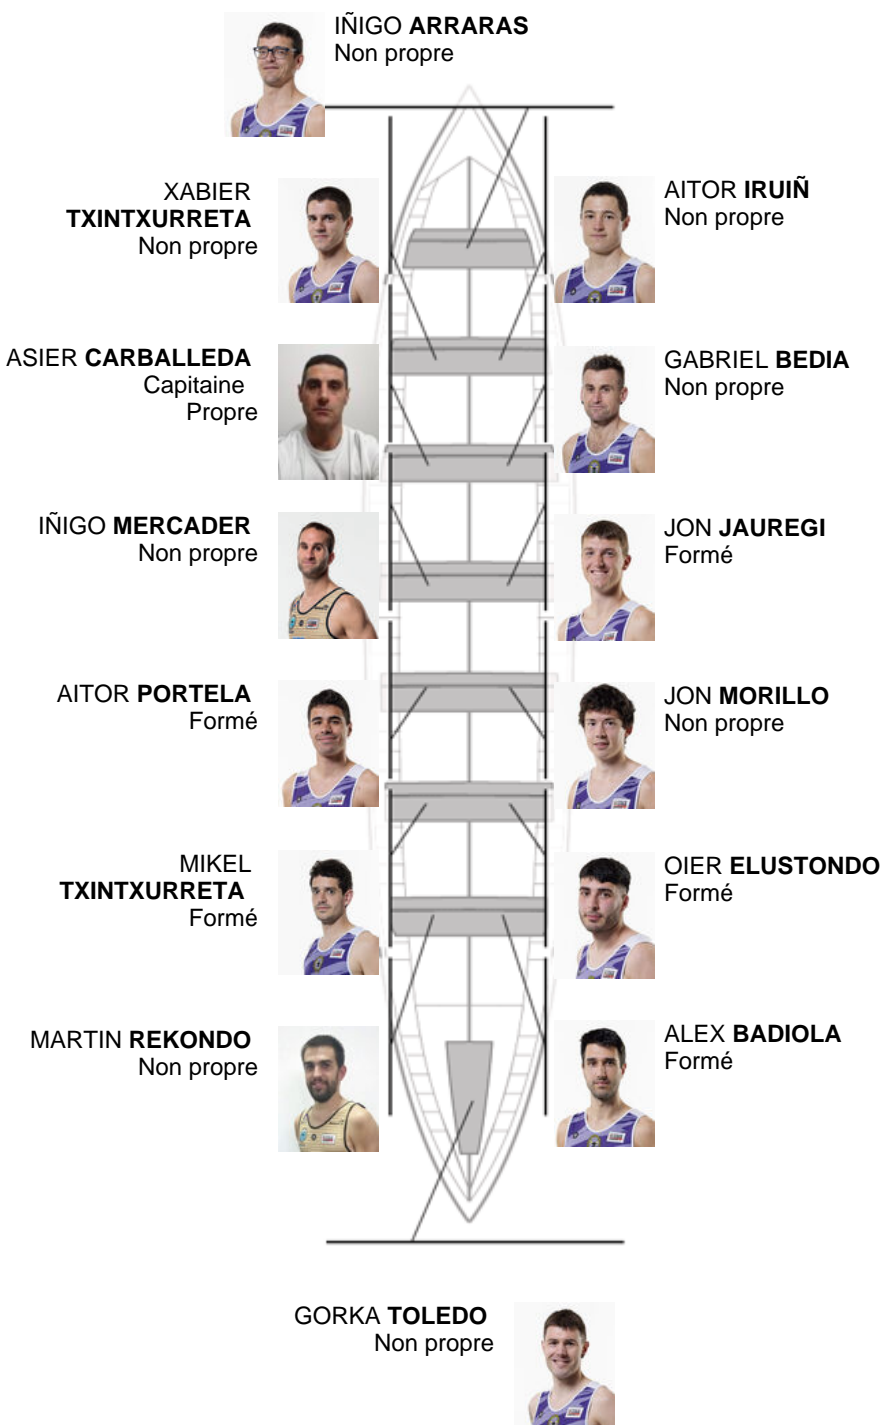 IÑIGO ARRARAS
Non propre
XABIER
TXINTXURRETA
Non propre
AITOR IRUIÑ
Non propre
ASIER CARBALLEDA
Capitaine
Propre
GABRIEL BEDIA
Non propre
IÑIGO MERCADER
Non propre
JON JAUREGI
Formé
AITOR PORTELA
Formé
JON MORILLO
Non propre
MIKEL
TXINTXURRETA
Formé
OIER ELUSTONDO
Formé
MARTIN REKONDO
Non propre
ALEX BADIOLA
Formé
GORKA TOLEDO
Non propre